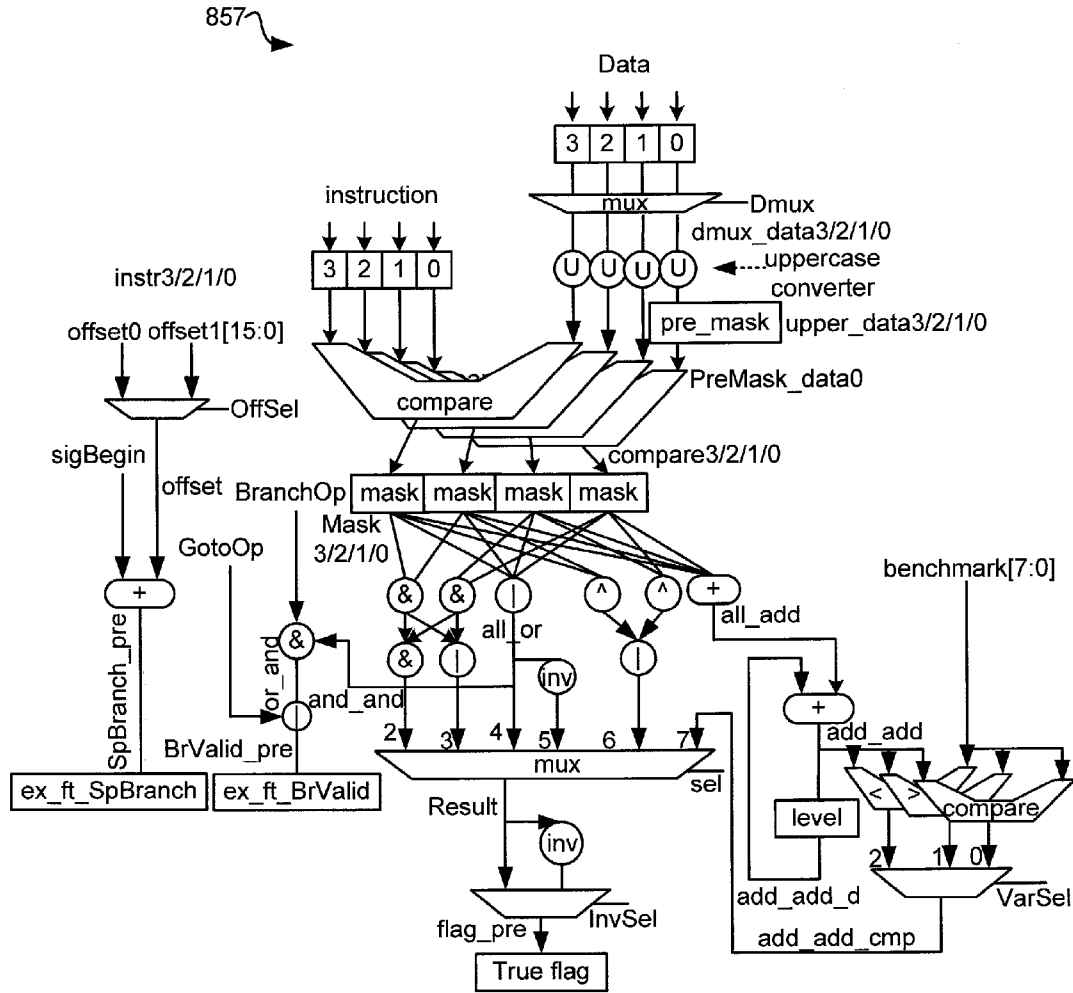 857
Data
3 2 1 0
instruction
mux
Dmux
dmux_data3/2/1/0
3 2 1 0
U U U U
uppercase
converter
instr3/2/1/0
pre_mask
upper_data3/2/1/0
offset0 offset1[15:0]
PreMask_data0
compare
OffSel
sigBegin
compare3/2/1/0
offset
BranchOp
mask mask mask mask
Mask
3/2/1/0
GotoOp
benchmark[7:0]
+
& & | ^ ^ +
all_add
all_or
&
& | |
inv
SpBranch_pre
or_and
and_and
+
|
add_add
BrValid_pre
2 3 4 5 6 7
mux
sel
ex_ft_SpBranch
ex_ft_BrValid
< >
compare
Result
level
inv
2 1 0
add_add_d
VarSel
InvSel
flag_pre
add_add_cmp
True flag